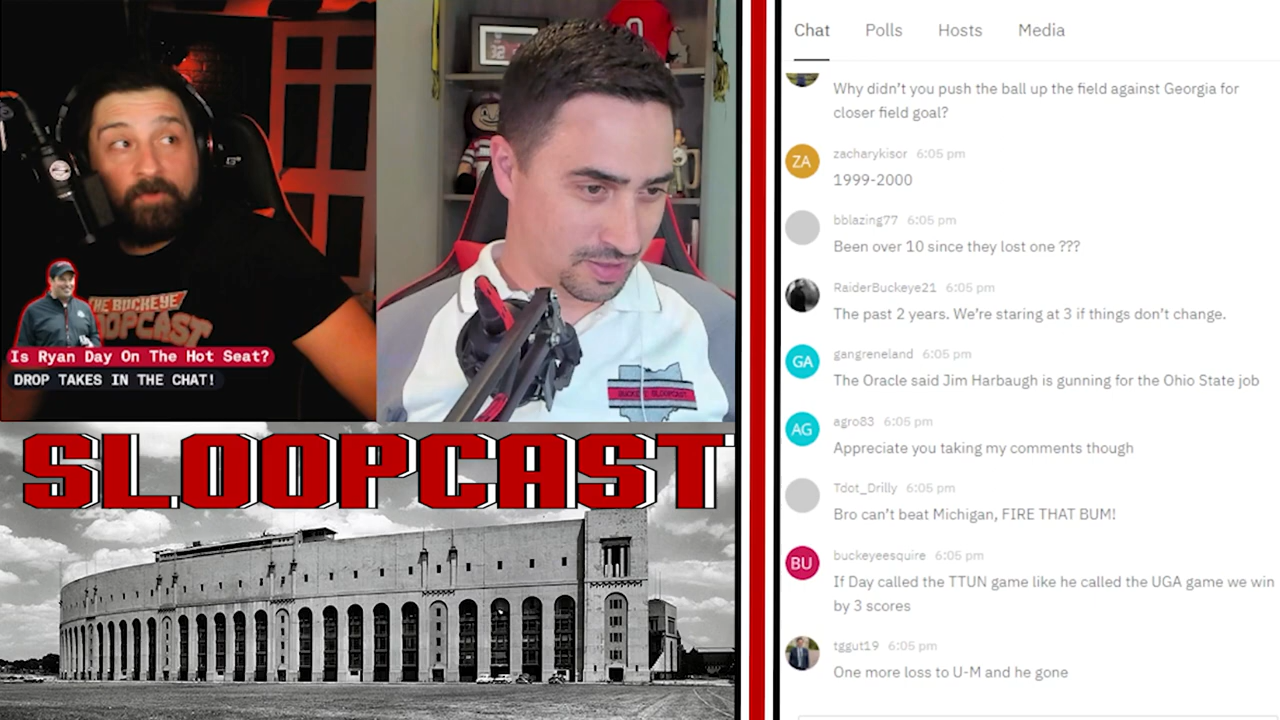 THE BUCKEYE
Is Ryan Day On The Hot Seat?
DROP TAKES IN THE CHAT!
SLOOPCAST
Chat Polls Hosts Media
Why didn't you push the ball up the field against Georgia for
closer field goal?
ZA
zacharykisor 6:05 pm
1999-2000
bblazing77 6:05 pm
Been over 10 since they lost one ???
RaiderBuckeye21 6:05 pm
The past 2 years. We're staring at 3 if things don't change.
GA
gangreneland 6:05 pm
The Oracle said Jim Harbaugh is gunning for the Ohio State job
AG
agro83 6:05 pm
Appreciate you taking my comments though
Tdot_Drilly 6:05 pm
Bro can't beat Michigan, FIRE THAT BUM!
BU
buckeyeesquire 6:05 pm
If Day called the TTUN game like he called the UGA game we win
by 3 scores
tggut19 6:05 pm
One more loss to U-M and he gone